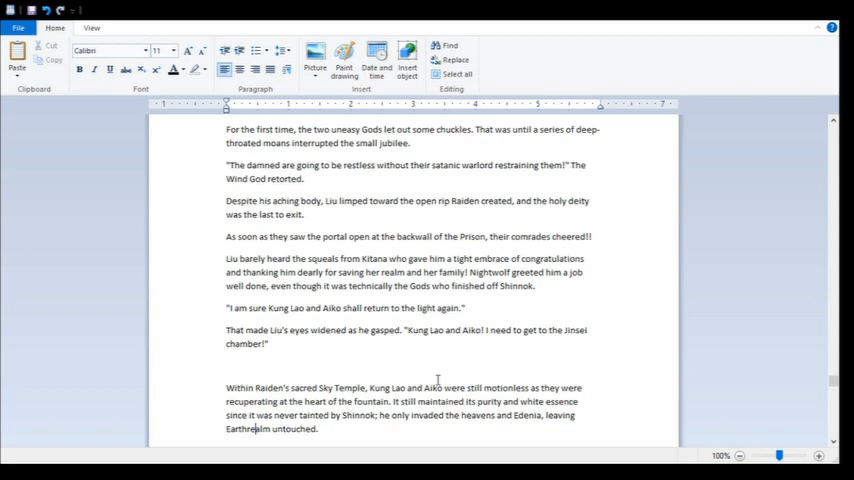 File Home View
Cut
Copy
Paste
Calibri 11
B I U abc X₂ X² A
Picture Paint drawing Date and time Insert object
Find
Replace
Select all
Clipboard Font Paragraph Insert Editing
1 1 2 3 4 5 7
For the first time, the two uneasy Gods let out some chuckles. That was until a series of deep-
throated moans interrupted the small jubilee.
"The damned are going to be restless without their satanic warlord restraining them!" The
Wind God retorted.
Despite his aching body, Liu limped toward the open rip Raiden created, and the holy deity
was the last to exit.
As soon as they saw the portal open at the backwall of the Prison, their comrades cheered!!
Liu barely heard the squeals from Kitana who gave him a tight embrace of congratulations
and thanking him dearly for saving her realm and her family! Nightwolf greeted him a job
well done, even though it was technically the Gods who finished off Shinnok.
"I am sure Kung Lao and Aiko shall return to the light again."
That made Liu's eyes widened as he gasped. "Kung Lao and Aiko! I need to get to the Jinsei
chamber!"
Within Raiden's sacred Sky Temple, Kung Lao and Aiko were still motionless as they were
recuperating at the heart of the fountain. It still maintained its purity and white essence
since it was never tainted by Shinnok; he only invaded the heavens and Edenia, leaving
Earthrealm untouched.
100%